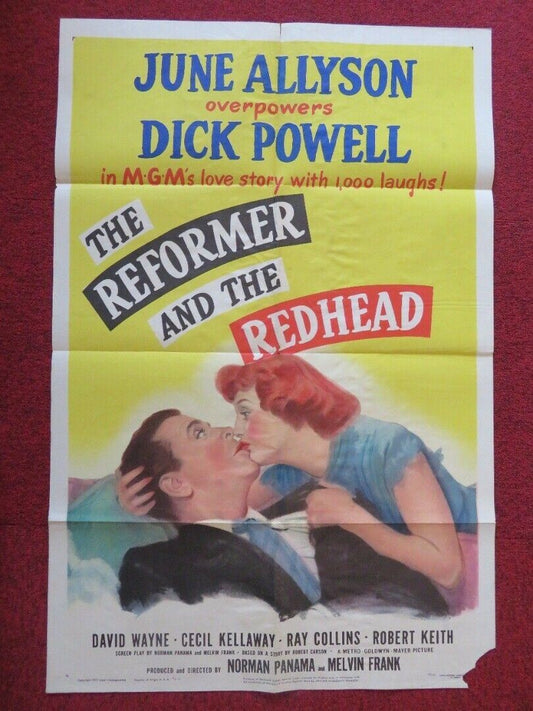 JUNE ALLYSON
overpowers
DICK POWELL
in M·G·M's love story with 1,000 laughs!
THE
REFORMER
AND THE
REDHEAD
DAVID WAYNE · CECIL KELLAWAY · RAY COLLINS · ROBERT KEITH
SCREEN PLAY BY NORMAN PANAMA AND MELVIN FRANK · BASED ON A STORY BY ROBERT CARSON · A METRO-GOLDWYN-MAYER PICTURE
PRODUCED and DIRECTED BY NORMAN PANAMA and MELVIN FRANK